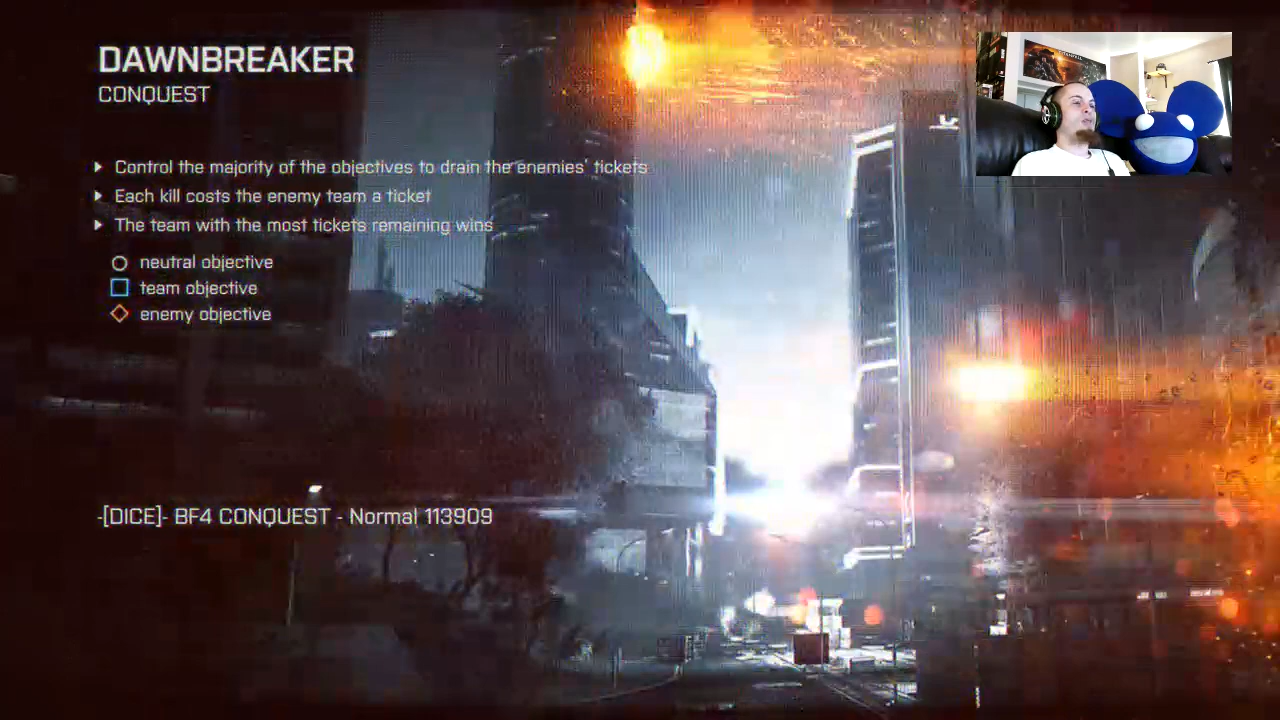 DAWNBREAKER
CONQUEST
Control the majority of the objectives to drain the enemies' tickets
Each kill costs the enemy team a ticket
The team with the most tickets remaining wins
neutral objective
team objective
enemy objective
-[DICE]- BF4 CONQUEST - Normal 113909